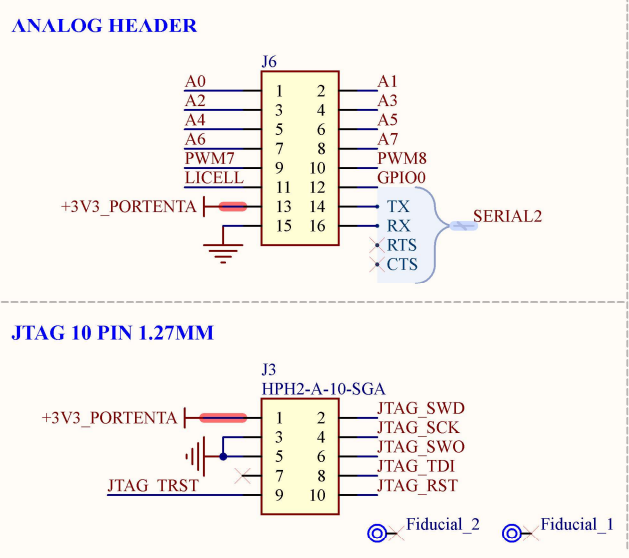 ANALOG HEADER
J6
A0 1 2 A1
A2 3 4 A3
A4 5 6 A5
A6 7 8 A7
PWM7 9 10 PWM8
LICELL 11 12 GPIO0
+3V3_PORTENTA 13 14 TX
15 16 RX
SERIAL2
RTS
CTS
JTAG 10 PIN 1.27MM
J3
HPH2-A-10-SGA
+3V3_PORTENTA 1 2 JTAG_SWD
3 4 JTAG_SCK
5 6 JTAG_SWO
7 8 JTAG_TDI
JTAG_TRST 9 10 JTAG_RST
Fiducial_2 Fiducial_1